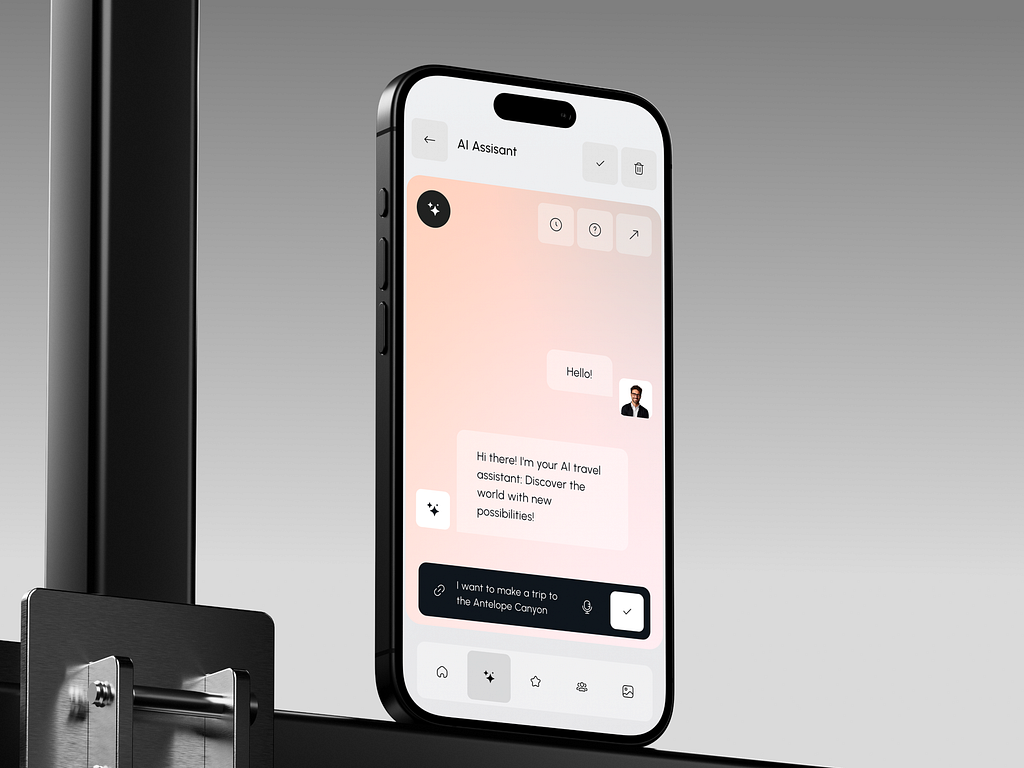 AI Assisant
Hello!
Hi there! I'm your AI travel
assistant: Discover the
world with new
possibilities!
I want to make a trip to
the Antelope Canyon